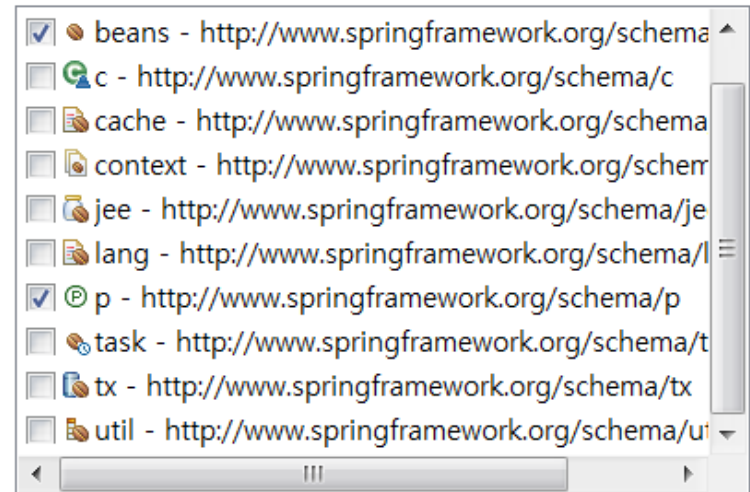 beans - http://www.springframework.org/schema
c - http://www.springframework.org/schema/c
cache - http://www.springframework.org/schema
context - http://www.springframework.org/schem
jee - http://www.springframework.org/schema/je
lang - http://www.springframework.org/schema/l
p - http://www.springframework.org/schema/p
task - http://www.springframework.org/schema/t
tx - http://www.springframework.org/schema/tx
util - http://www.springframework.org/schema/ut